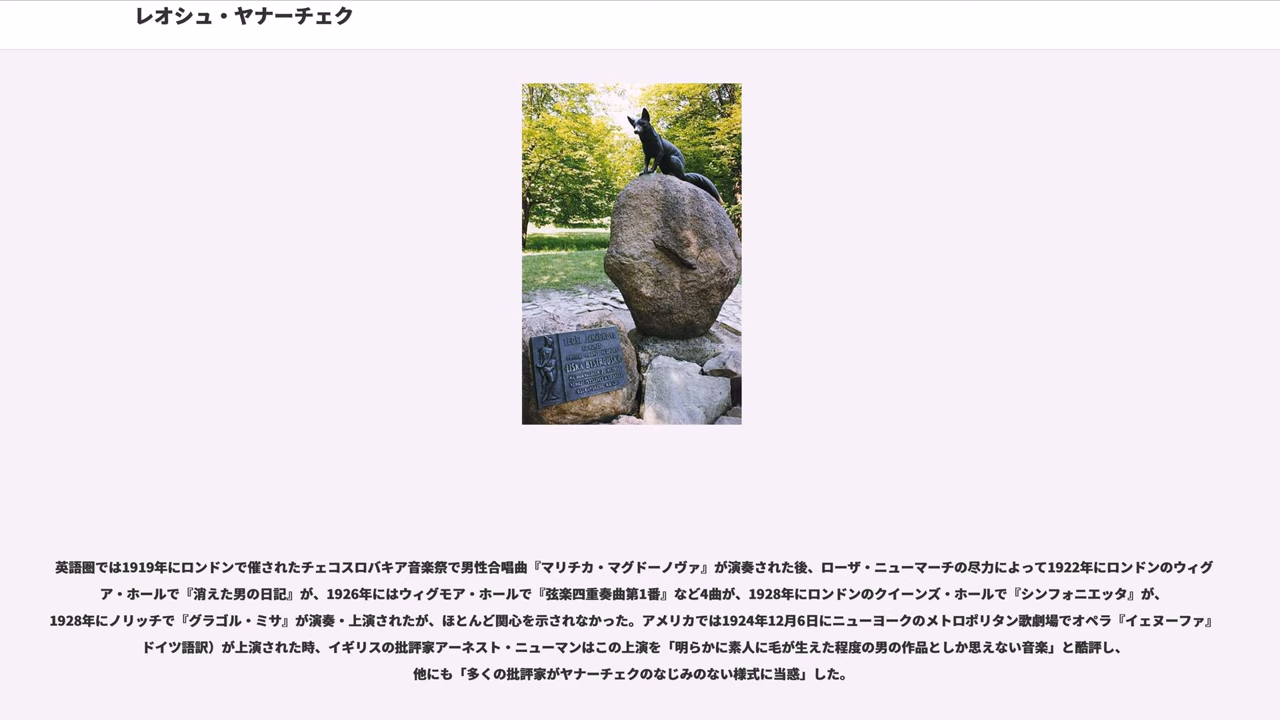 レオシュ・ヤナーチェク
LIŠKA BYSTROUŠKA
英語圏では1919年にロンドンで催されたチェコスロバキア音楽祭で男性合唱曲『マリチカ・マグドーノヴァ』が演奏された後、ローザ・ニューマーチの尽力によって1922年にロンドンのウィグ
ア・ホールで『消えた男の日記』が、1926年にはウィグモア・ホールで『弦楽四重奏曲第1番』など4曲が、1928年にロンドンのクイーンズ・ホールで『シンフォニエッタ』が、
1928年にノリッチで『グラゴル・ミサ』が演奏・上演されたが、ほとんど関心を示されなかった。アメリカでは1924年12月6日にニューヨークのメトロポリタン歌劇場でオペラ『イェヌーファ』
ドイツ語訳）が上演された時、イギリスの批評家アーネスト・ニューマンはこの上演を「明らかに素人に毛が生えた程度の男の作品としか思えない音楽」と酷評し、
他にも「多くの批評家がヤナーチェクのなじみのない様式に当惑」した。